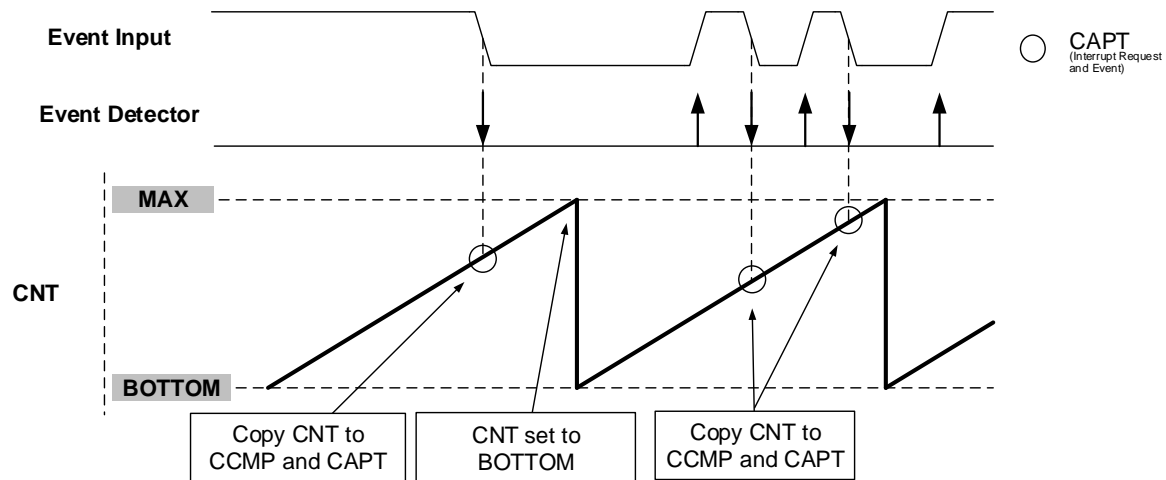 Event Input
CAPT
(Interrupt Request
and Event)
Event Detector
MAX
CNT
BOTTOM
Copy CNT to
CCMP and CAPT
CNT set to
BOTTOM
Copy CNT to
CCMP and CAPT